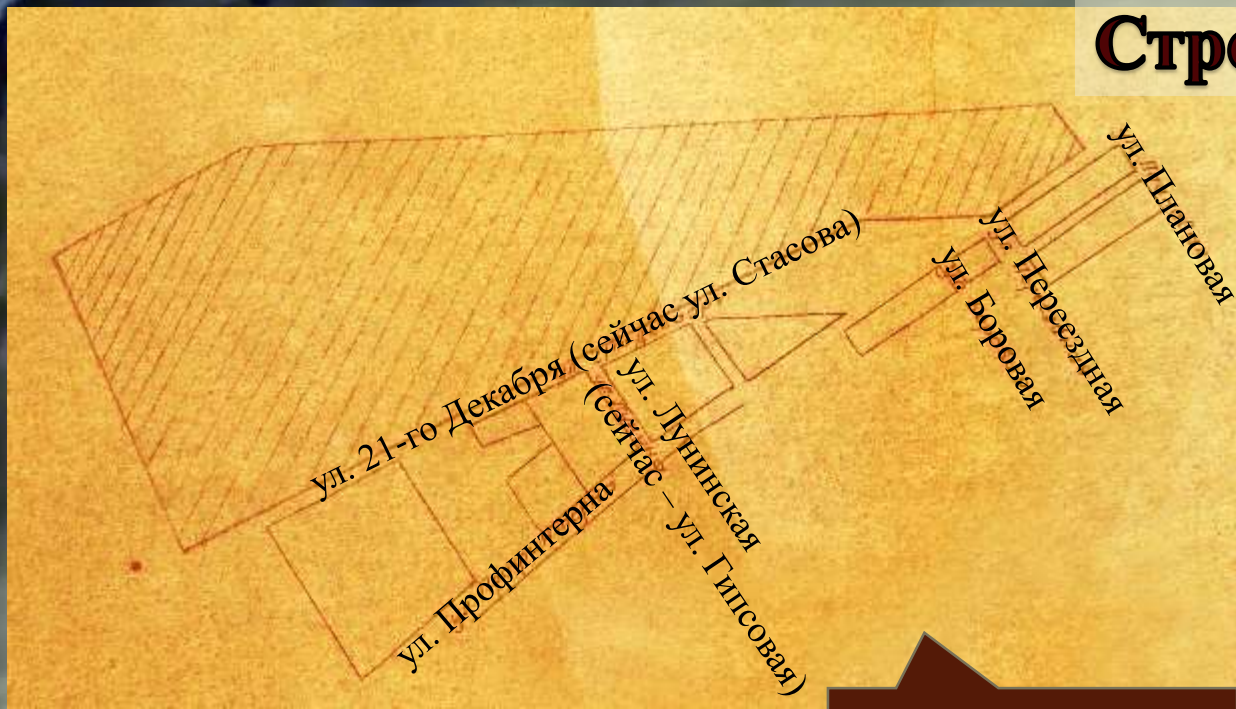 Стр
ул. Плановая
ул. Переездная
ул. Боровая
ул. 21-го Декабря (сейчас ул. Стасова)
ул. Лунинская
(сейчас – ул. Гипсовая)
ул. Профинтерна